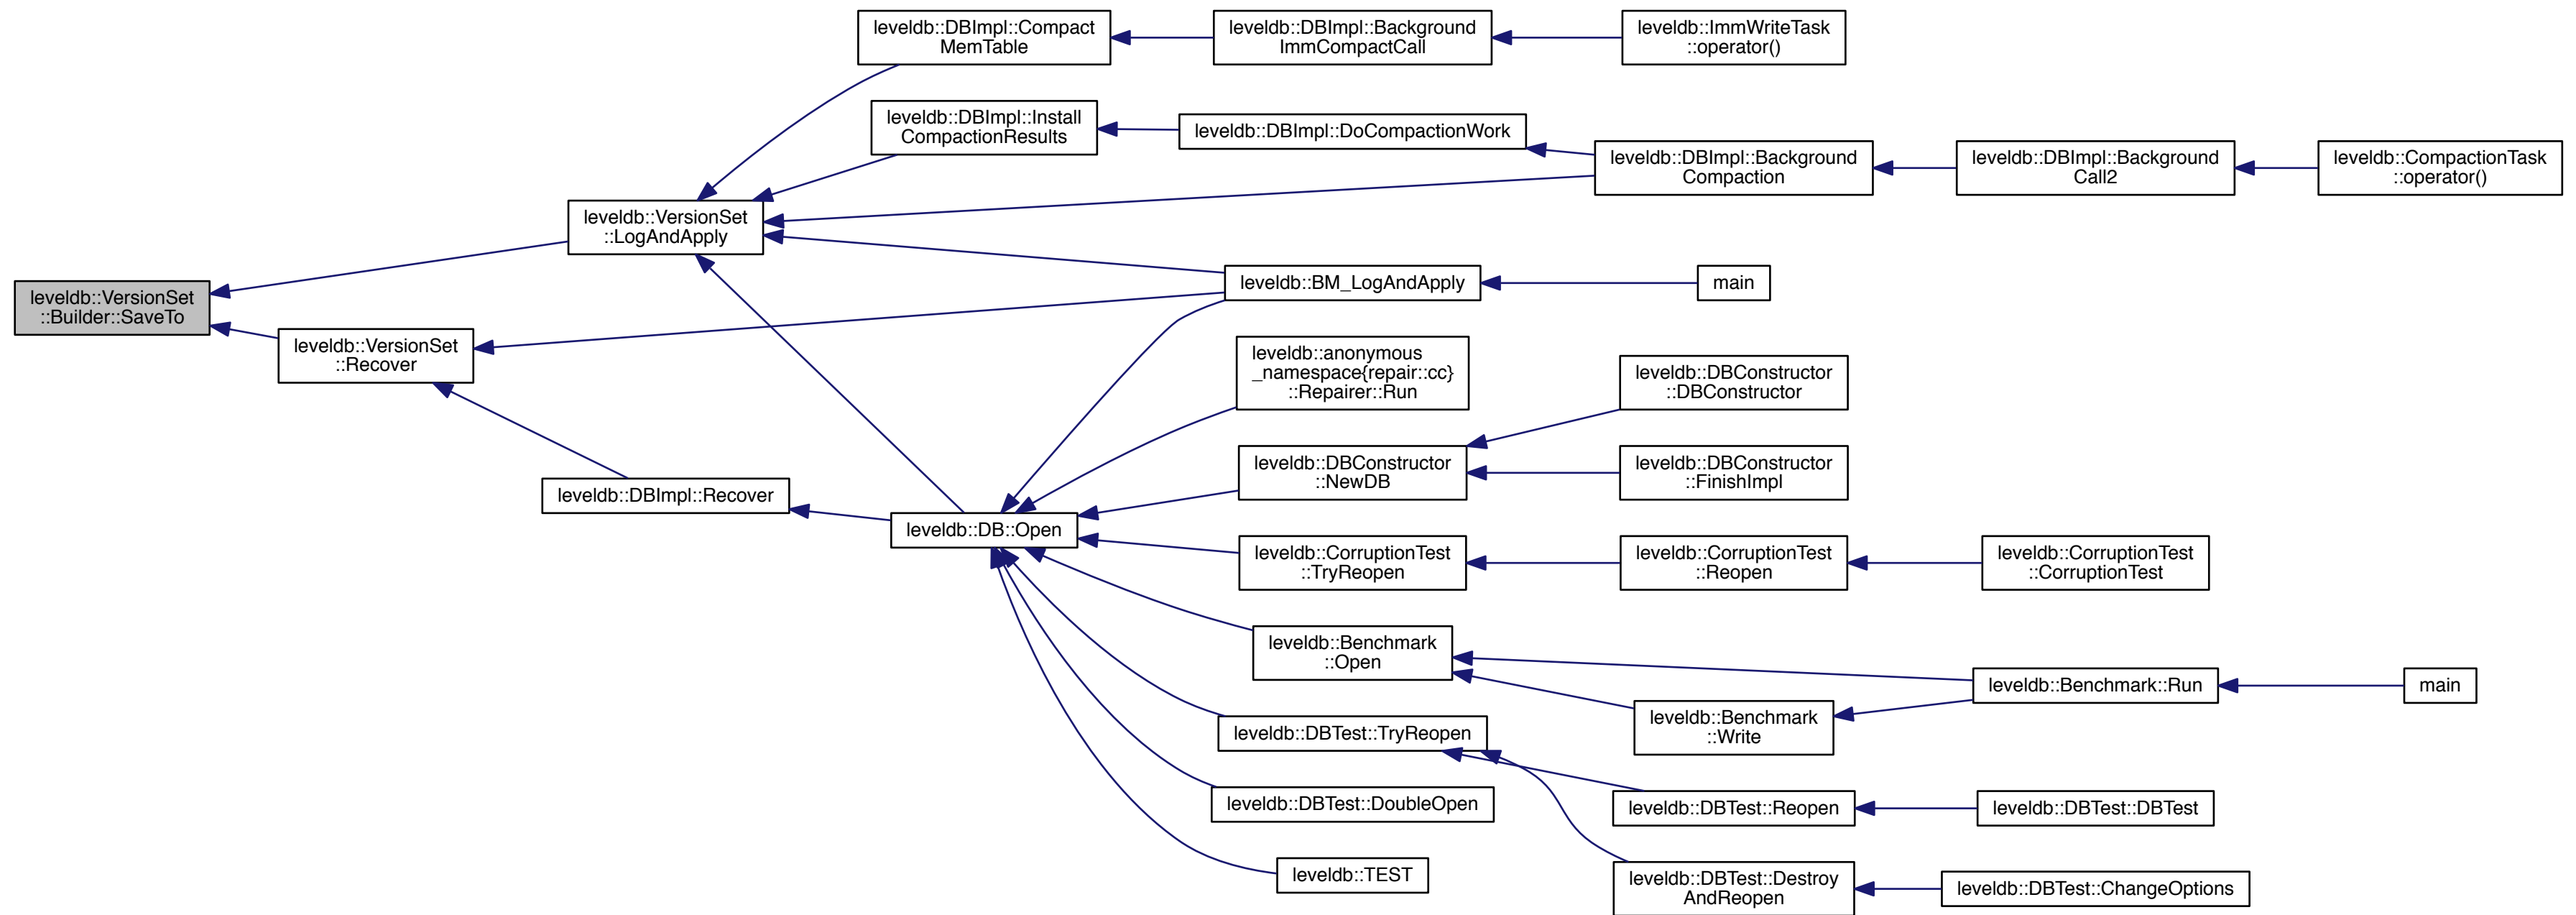 leveldb::DBImpl::Compact
MemTable
leveldb::DBImpl::Background
ImmCompactCall
leveldb::ImmWriteTask
::operator()
leveldb::DBImpl::Install
CompactionResults
leveldb::DBImpl::DoCompactionWork
leveldb::DBImpl::Background
Compaction
leveldb::DBImpl::Background
Call2
leveldb::CompactionTask
::operator()
leveldb::VersionSet
::LogAndApply
leveldb::BM_LogAndApply
main
leveldb::VersionSet
::Builder::SaveTo
leveldb::VersionSet
::Recover
leveldb::anonymous
_namespace{repair::cc}
::Repairer::Run
leveldb::DBConstructor
::DBConstructor
leveldb::DBConstructor
::NewDB
leveldb::DBConstructor
::FinishImpl
leveldb::DBImpl::Recover
leveldb::DB::Open
leveldb::CorruptionTest
::TryReopen
leveldb::CorruptionTest
::Reopen
leveldb::CorruptionTest
::CorruptionTest
leveldb::Benchmark
::Open
leveldb::Benchmark::Run
main
leveldb::Benchmark
::Write
leveldb::DBTest::TryReopen
leveldb::DBTest::DoubleOpen
leveldb::DBTest::Reopen
leveldb::DBTest::DBTest
leveldb::TEST
leveldb::DBTest::Destroy
AndReopen
leveldb::DBTest::ChangeOptions